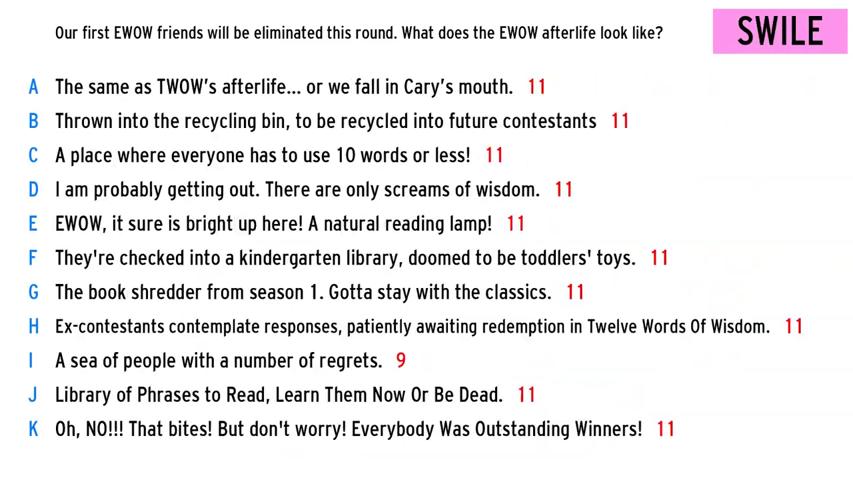 Our first EWOW friends will be eliminated this round. What does the EWOW afterlife look like?
SWILE
A The same as TWOW's afterlife... or we fall in Cary's mouth. 11
B Thrown into the recycling bin, to be recycled into future contestants 11
C A place where everyone has to use 10 words or less! 11
D I am probably getting out. There are only screams of wisdom. 11
E EWOW, it sure is bright up here! A natural reading lamp! 11
F They're checked into a kindergarten library, doomed to be toddlers' toys. 11
G The book shredder from season 1. Gotta stay with the classics. 11
H Ex-contestants contemplate responses, patiently awaiting redemption in Twelve Words Of Wisdom. 11
I A sea of people with a number of regrets. 9
J Library of Phrases to Read, Learn Them Now Or Be Dead. 11
K Oh, NO!!! That bites! But don't worry! Everybody Was Outstanding Winners! 11